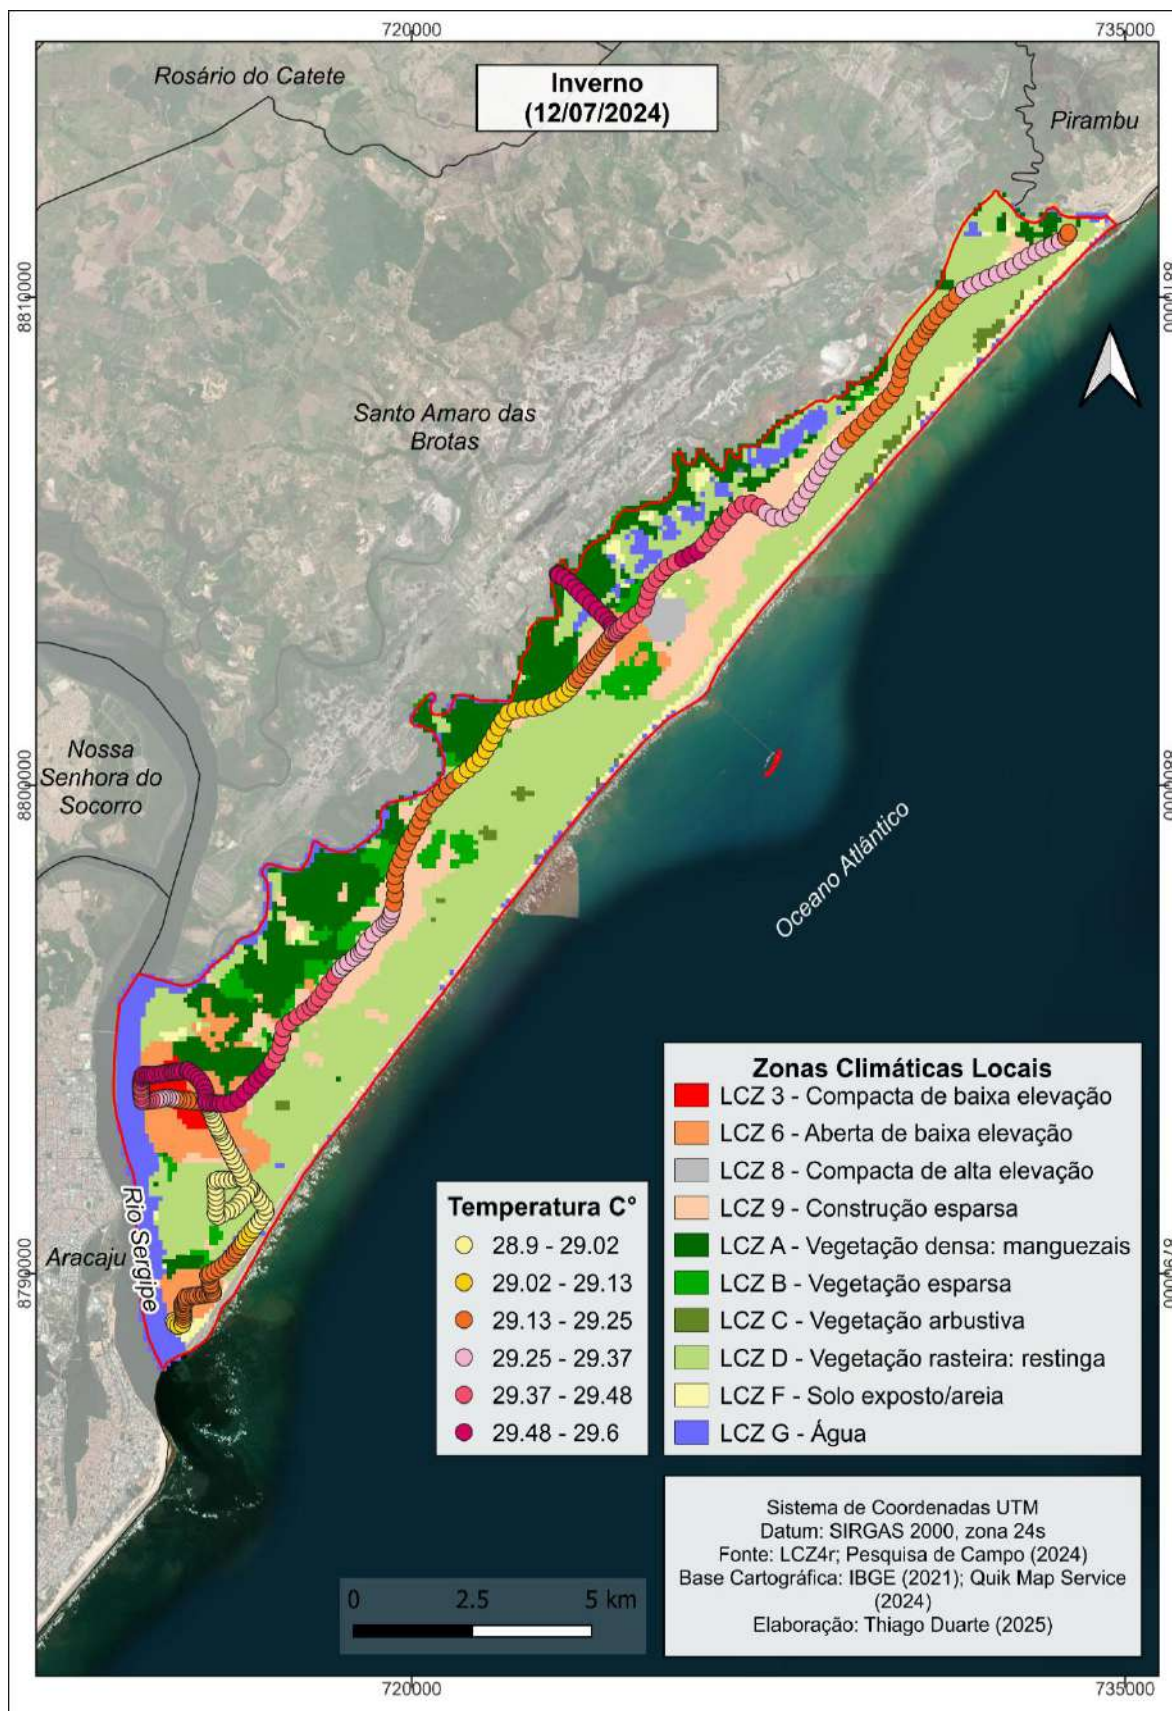 720000
735000
Rosário do Catete
Inverno
(12/07/2024)
Pirambu
8810000
8810000
Santo Amaro das
Brotas
Nossa
Senhora do
Socorro
8800000
8800000
Oceano Atlântico
Zonas Climáticas Locais
LCZ 3 - Compacta de baixa elevação
LCZ 6 - Aberta de baixa elevação
LCZ 8 - Compacta de alta elevação
LCZ 9 - Construção esparsa
LCZ A - Vegetação densa: manguezais
LCZ B - Vegetação esparsa
LCZ C - Vegetação arbustiva
LCZ D - Vegetação rasteira: restinga
LCZ F - Solo exposto/areia
LCZ G - Água
Temperatura C°
28.9 - 29.02
29.02 - 29.13
29.13 - 29.25
29.25 - 29.37
29.37 - 29.48
29.48 - 29.6
Rio Sergipe
Aracaju
8790000
8790000
Sistema de Coordenadas UTM
Datum: SIRGAS 2000, zona 24s
Fonte: LCZ4r; Pesquisa de Campo (2024)
Base Cartográfica: IBGE (2021); Quik Map Service
(2024)
Elaboração: Thiago Duarte (2025)
0 2.5 5 km
720000
735000